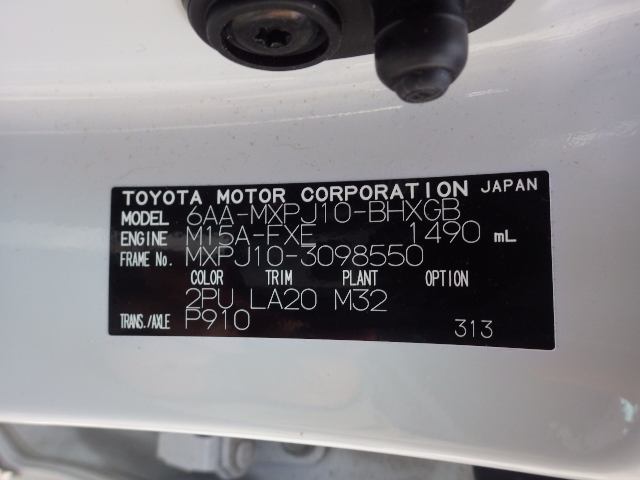 TOYOTA MOTOR CORPORATION JAPAN
MODEL 6AA-MXPJ10-BHXGB
ENGINE M15A-FXE 1490 mL
FRAME No. MXPJ10-3098550
COLOR TRIM PLANT OPTION
2PU LA20 M32
TRANS./AXLE P910 313